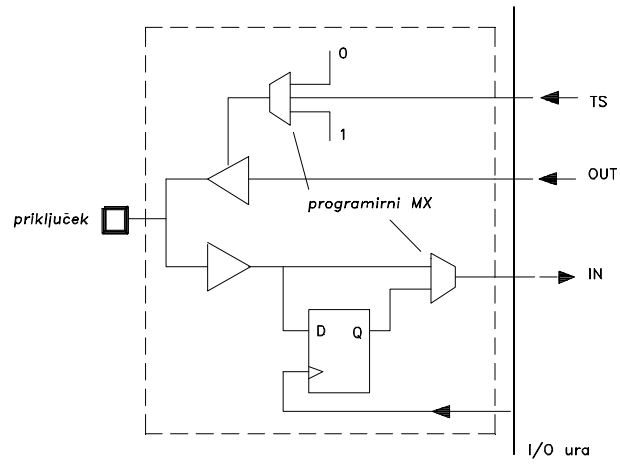 0
TS
1
OUT
programirni MX
priključek
IN
D
Q
I/O ura